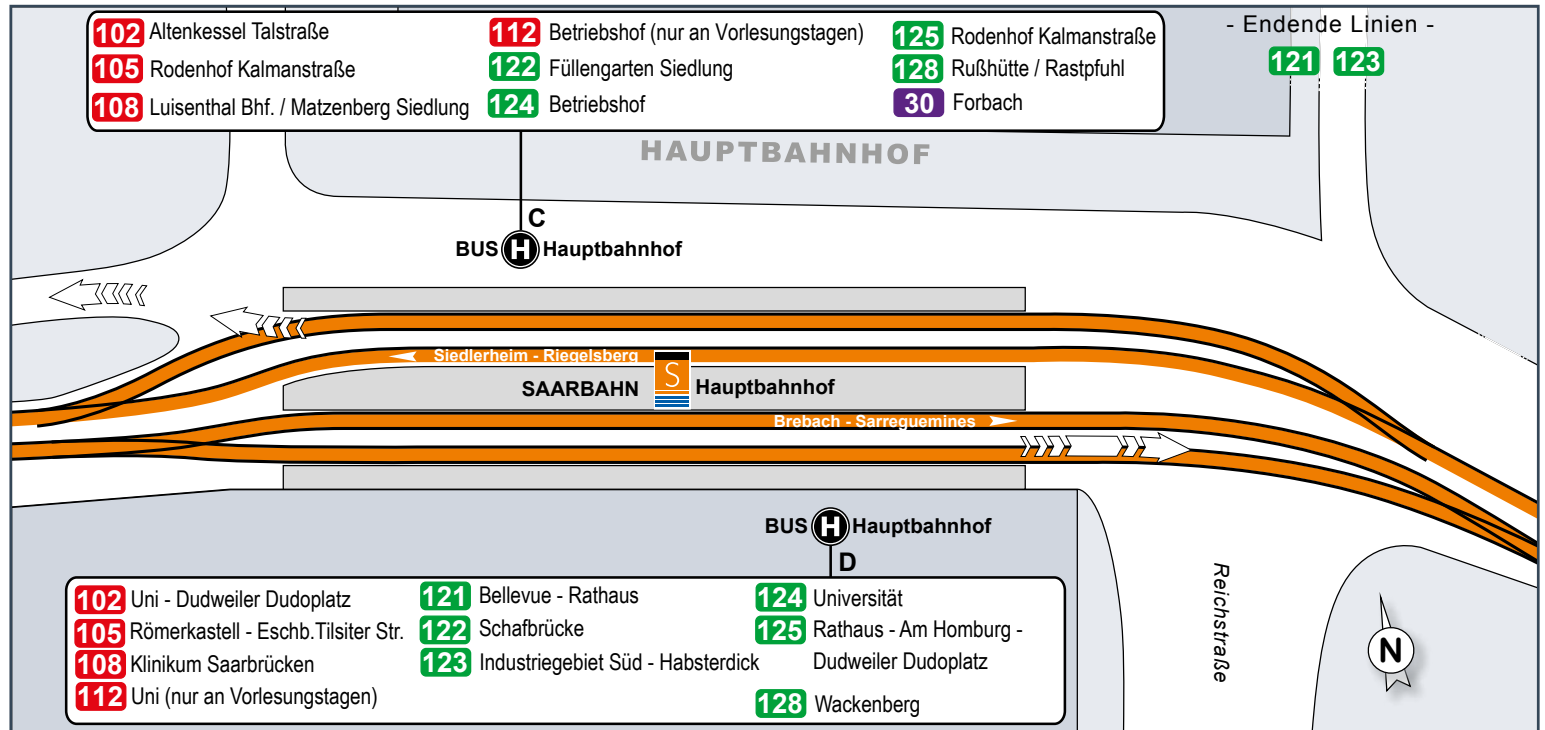 102 Altenkessel Talstraße
105 Rodenhof Kalmanstraße
108 Luisenthal Bhf. / Matzenberg Siedlung
112 Betriebshof (nur an Vorlesungstagen)
122 Füllengarten Siedlung
124 Betriebshof
125 Rodenhof Kalmanstraße
128 Rußhütte / Rastpfuhl
30 Forbach
- Endende Linien -
121 123
HAUPTBAHNHOF
C
BUS H Hauptbahnhof
Siedlerheim - Riegelsberg
SAARBAHN S Hauptbahnhof
Brebach - Sarreguemines
BUS H Hauptbahnhof
D
102 Uni - Dudweiler Dudoplatz
105 Römerkastell - Eschb.Tilsiter Str.
108 Klinikum Saarbrücken
112 Uni (nur an Vorlesungstagen)
121 Bellevue - Rathaus
122 Schafbrücke
123 Industriegebiet Süd - Habsterdick
124 Universität
125 Rathaus - Am Homburg -
Dudweiler Dudoplatz
128 Wackenberg
Reichstraße
N